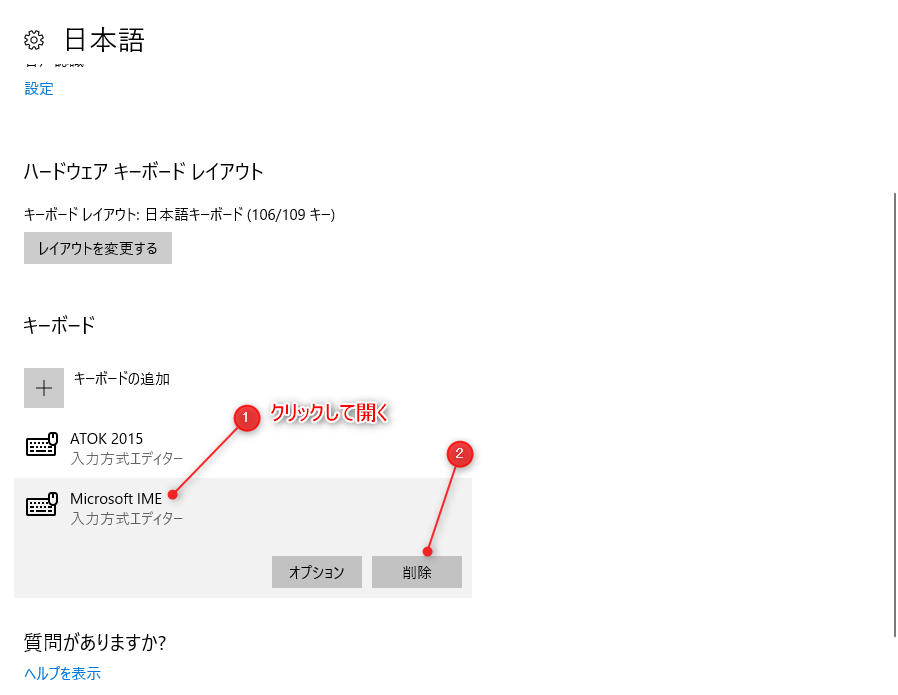 日本語
設定
ハードウェア キーボード レイアウト
キーボード レイアウト: 日本語キーボード (106/109 キー)
レイアウトを変更する
キーボード
キーボードの追加
1 クリックして開く
ATOK 2015
入力方式エディター
2
Microsoft IME
入力方式エディター
オプション 削除
質問がありますか?
ヘルプを表示